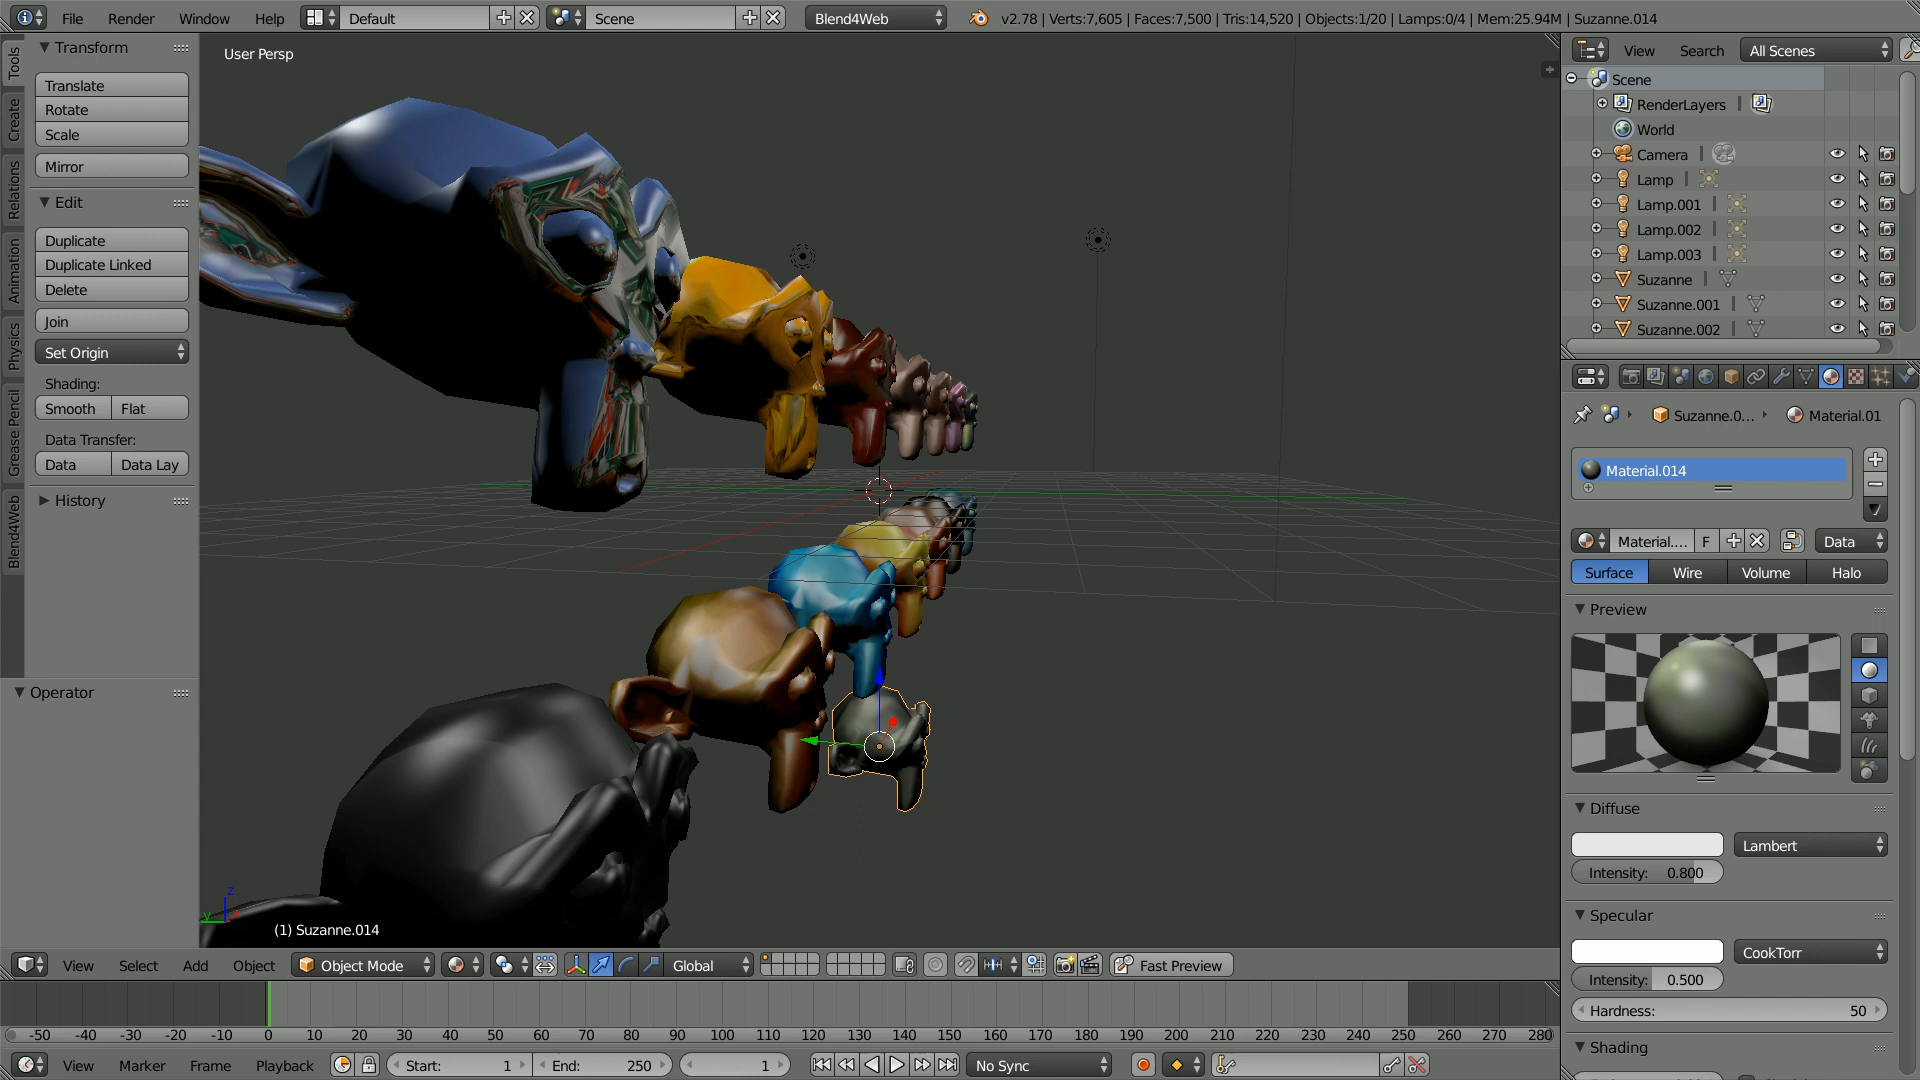 File Render Window Help Default Scene Blend4Web v2.78 | Verts:7,605 | Faces:7,500 | Tris:14,520 | Objects:1/20 | Lamps:0/4 | Mem:25.94M | Suzanne.014
Tools
Create
Relations
Animation
Physics
Grease Pencil
Blend4Web
Transform
Translate
Rotate
Scale
Mirror
Edit
Duplicate
Duplicate Linked
Delete
Join
Set Origin
Shading:
Smooth Flat
Data Transfer:
Data Data Lay
History
Operator
User Persp
z
y
x
(1) Suzanne.014
View Search All Scenes
Scene
RenderLayers
World
Camera
Lamp
Lamp.001
Lamp.002
Lamp.003
Suzanne
Suzanne.001
Suzanne.002
Suzanne.0... Material.01
Material.014
Material.... F Data
Surface Wire Volume Halo
Preview
Diffuse
Lambert
Intensity: 0.800
Specular
CookTorr
Intensity: 0.500
Hardness: 50
Shading
View Select Add Object Object Mode Global Fast Preview
-50 -40 -30 -20 -10 0 10 20 30 40 50 60 70 80 90 100 110 120 130 140 150 160 170 180 190 200 210 220 230 240 250 260 270 280
View Marker Frame Playback Start: 1 End: 250 1 No Sync